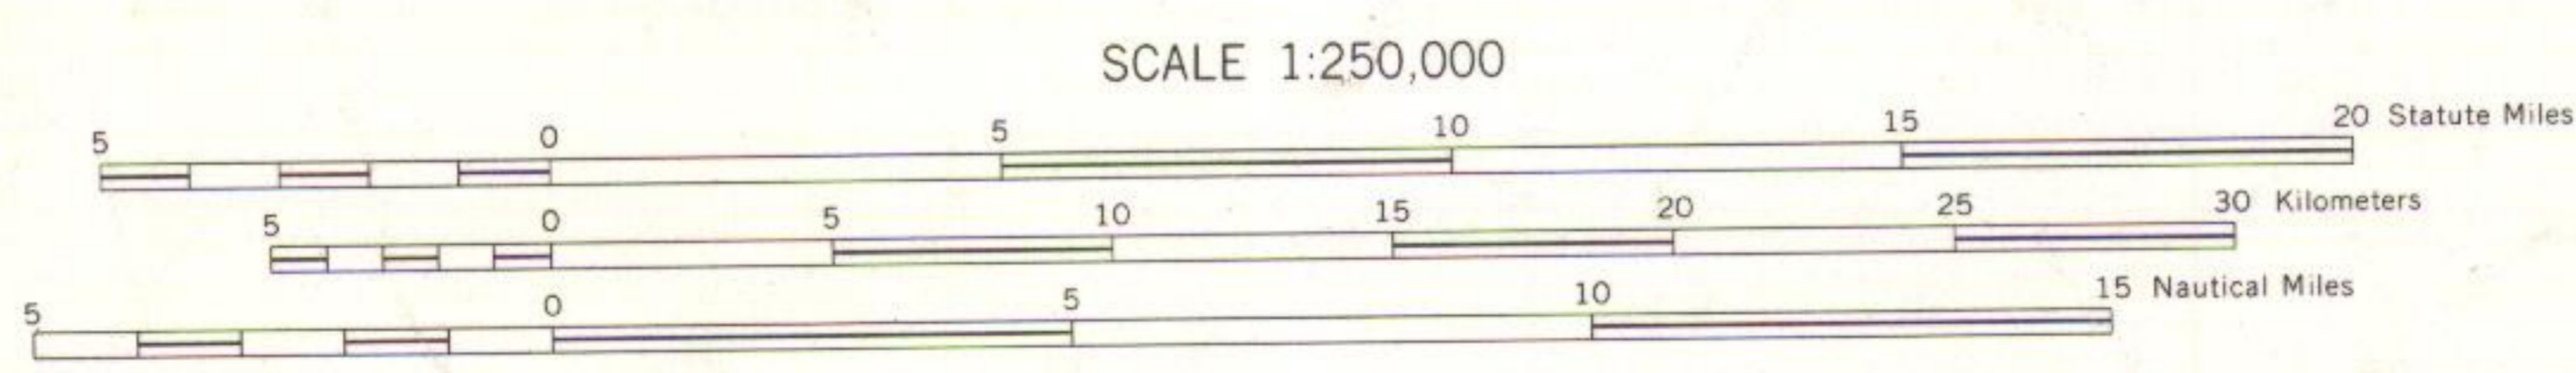 SCALE 1:250,000
5 0 5 10 15 20 Statute Miles
5 0 5 10 15 20 25 30 Kilometers
5 0 5 10 15 Nautical Miles